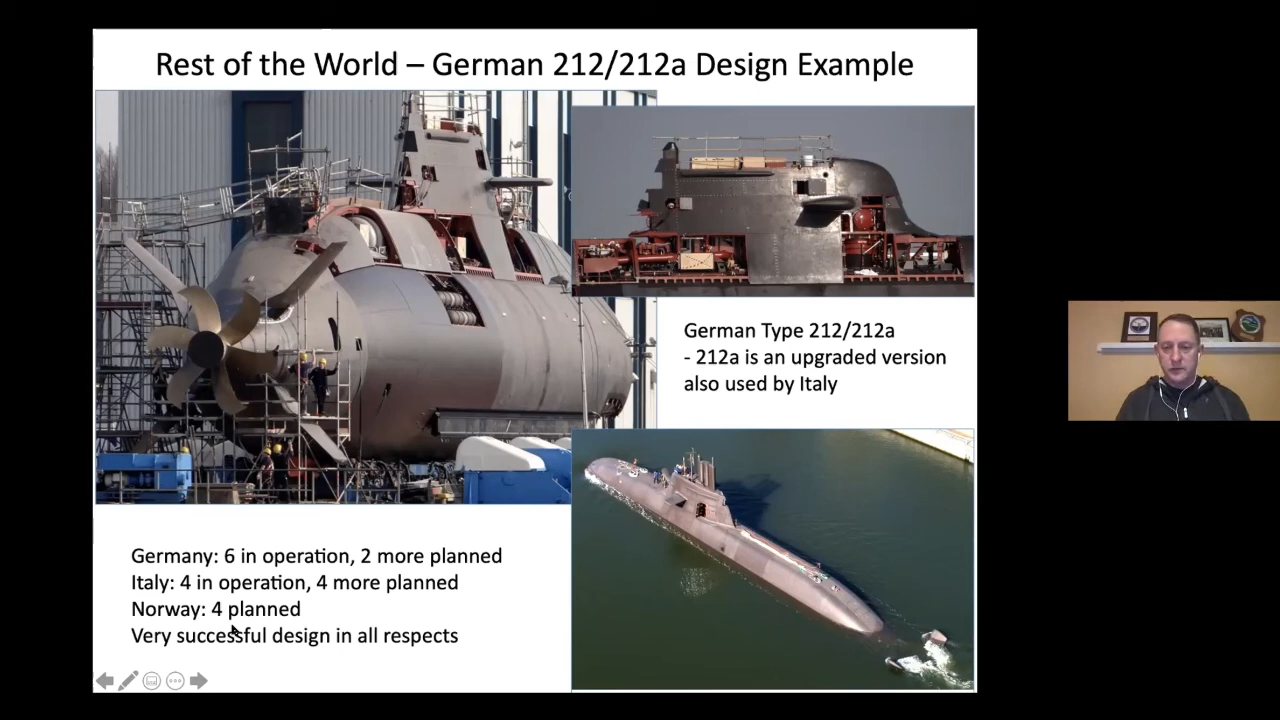 Rest of the World – German 212/212a Design Example
German Type 212/212a
- 212a is an upgraded version
also used by Italy
Germany: 6 in operation, 2 more planned
Italy: 4 in operation, 4 more planned
Norway: 4 planned
Very successful design in all respects